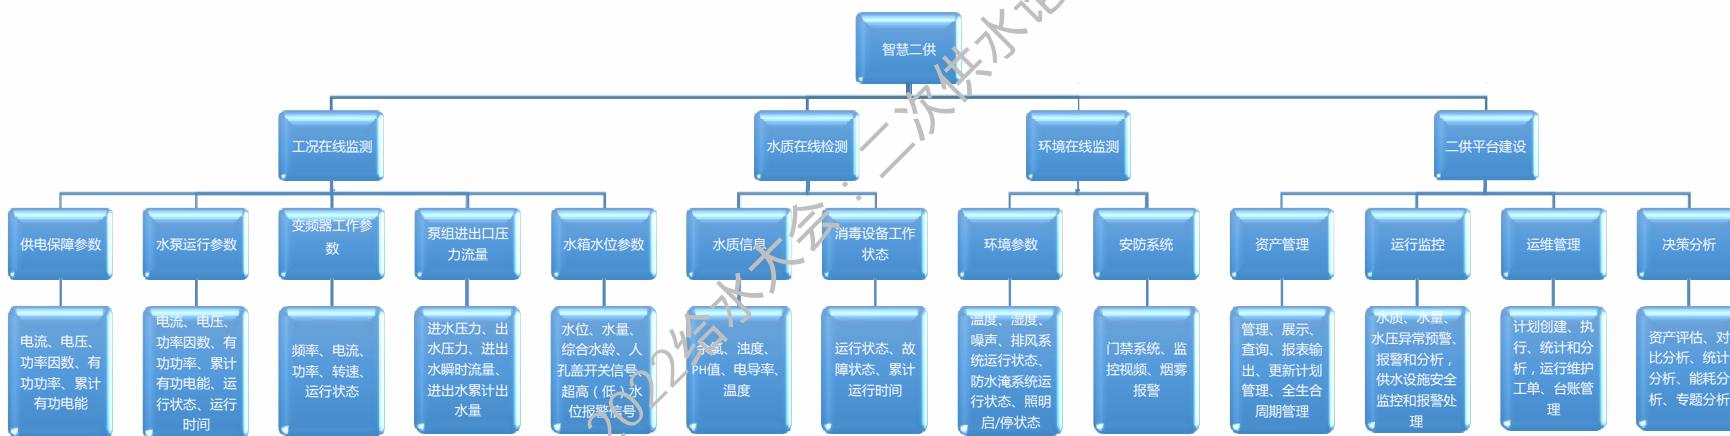 智慧二供
工况在线监测
水质在线检测
环境在线监测
二供平台建设
供电保障参数
水泵运行参数
变频器工作参
数
泵组进出口压
力流量
水箱水位参数
水质信息
消毒设备工作
状态
环境参数
安防系统
资产管理
运行监控
运维管理
决策分析
电流、电压、
功率因数、有
功功率、累计
有功电能
电流、电压、
功率因数、有
功功率、累计
有功电能、运
行状态、运行
时间
频率、电流、
功率、转速、
运行状态
进水压力、出
水压力、进出
水瞬时流量、
进出水累计出
水量
水位、水量、
综合水龄、人
孔盖开关信号、
超高（低）水
位报警信号
余氯、浊度、
PH值、电导率、
温度
运行状态、故
障状态、累计
运行时间
温度、湿度、
噪声、排风系
统运行状态、
防水淹系统运
行状态、照明
启/停状态
门禁系统、监
控视频、烟雾
报警
管理、展示、
查询、报表输
出、更新计划
管理、全生合
周期管理
水质、水量、
水压异常预警、
报警和分析，
供水设施安全
监控和报警处
理
计划创建、执
行、统计和分
析，运行维护
工单、台账管
理
资产评估、对
比分析、统计
分析、能耗分
析、专题分析
2022给水大会：二次供水论